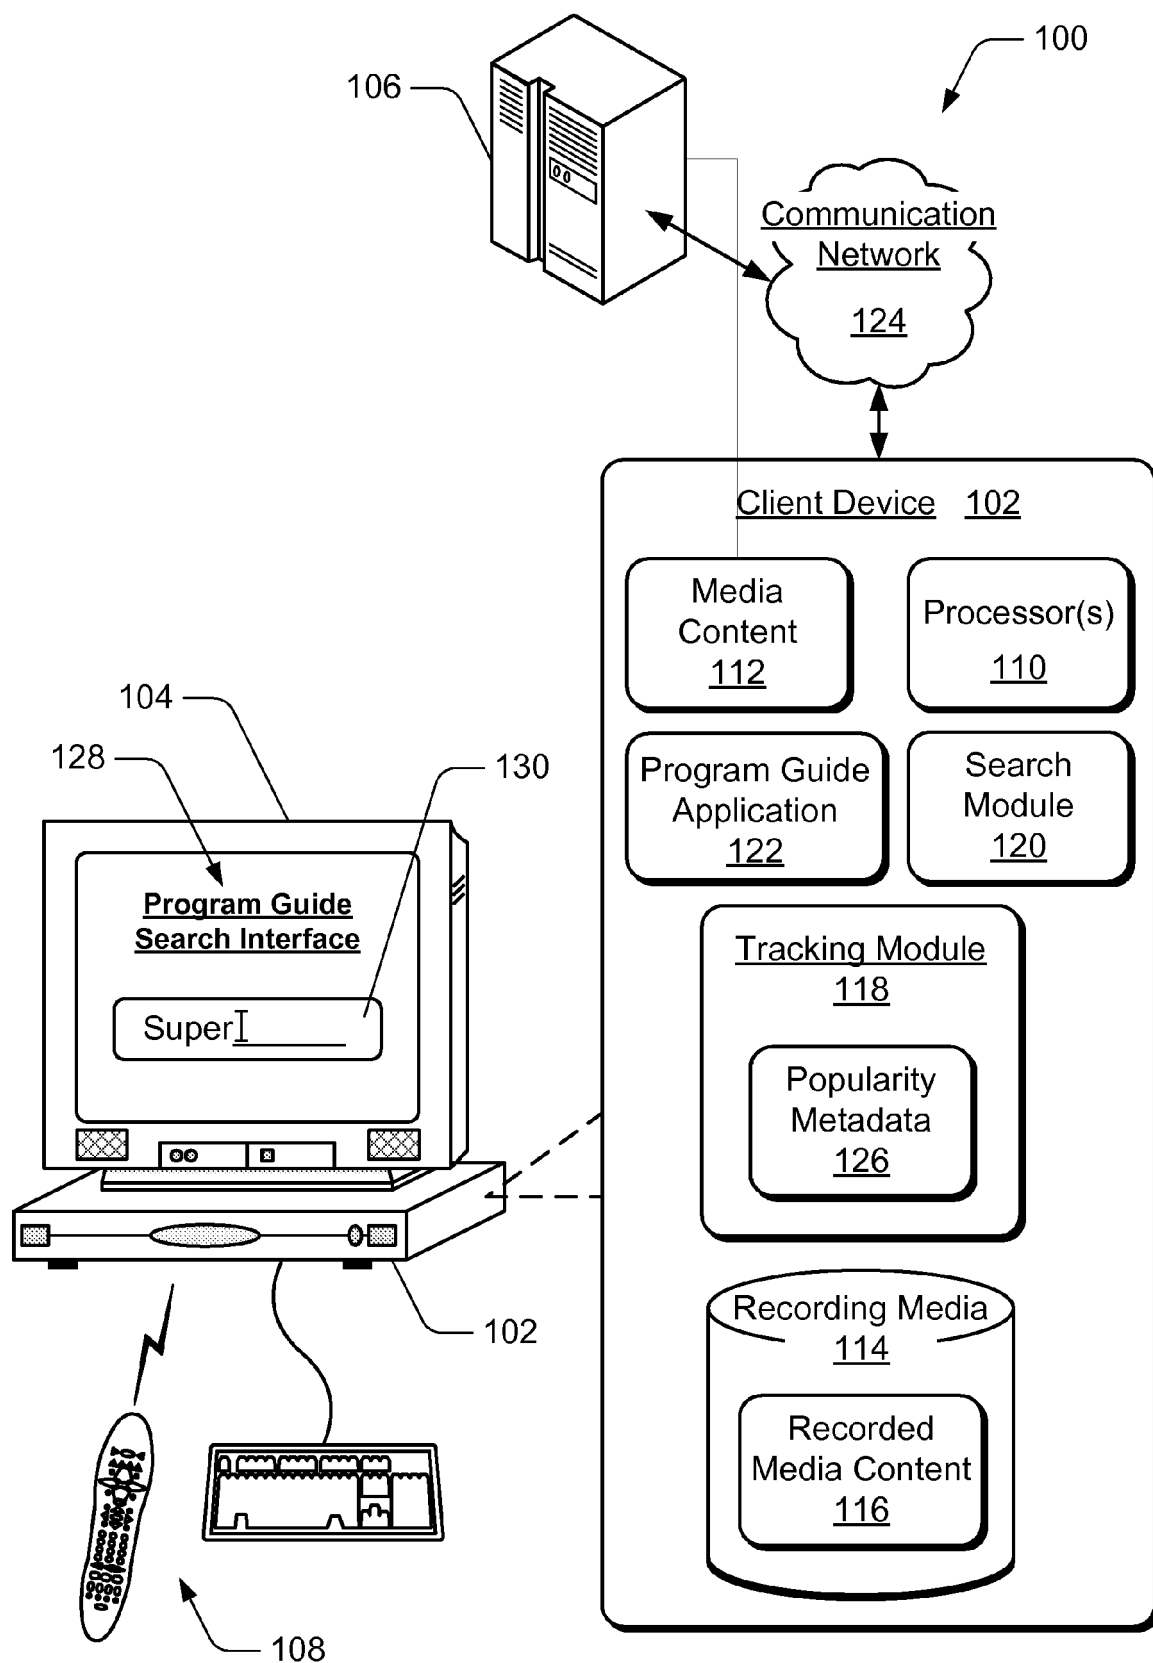 100
106
Communication
Network
124
Client Device 102
Media
Content
112
Processor(s)
110
Program Guide
Application
122
Search
Module
120
Tracking Module
118
Popularity
Metadata
126
Recording Media
114
Recorded
Media Content
116
104
128
130
Program Guide
Search Interface
Super
102
108